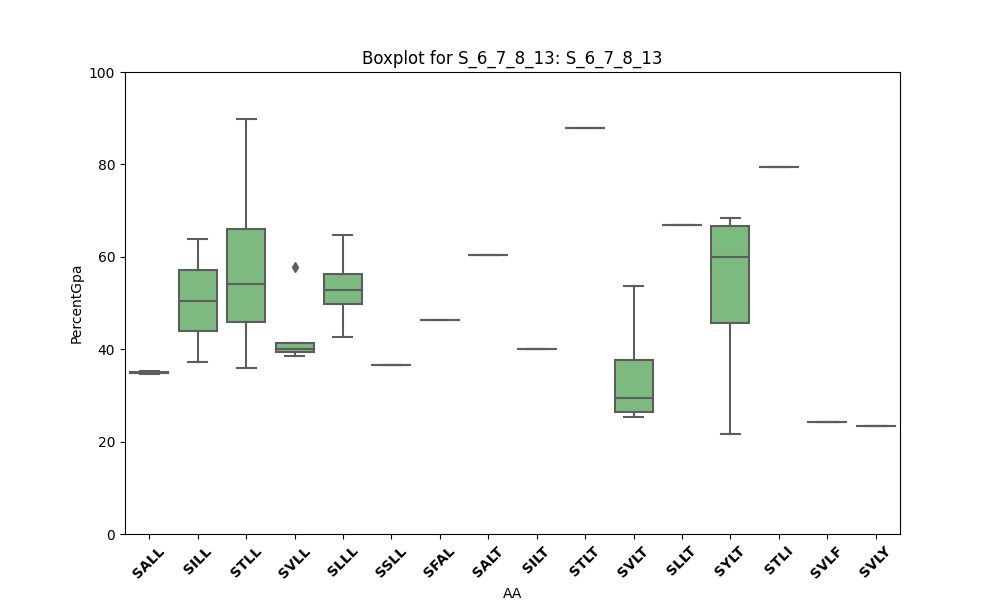 Boxplot for S_6_7_8_13: S_6_7_8_13
100
80
60
40
20
0
PercentGpa
SALL
SILL
STLL
SVLL
SLLL
SSLL
SFAL
SALT
SILT
STLT
SVLT
SLLT
SYLT
STLI
SVLF
SVLY
AA